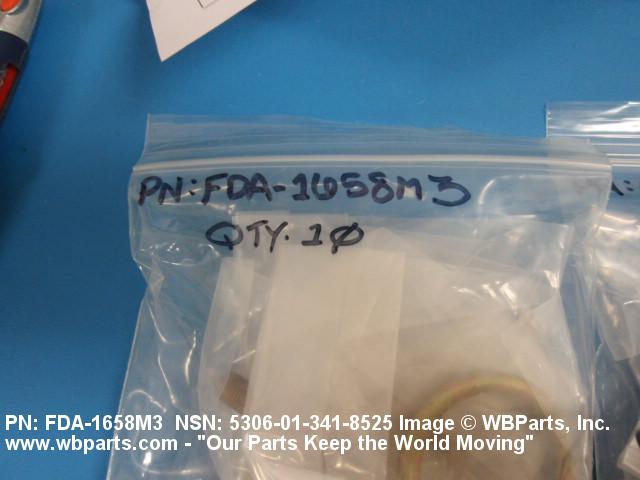 PN:FDA-1658M3
QTY. 10
PN: FDA-1658M3 NSN: 5306-01-341-8525 Image © WBParts, Inc.
www.wbparts.com - "Our Parts Keep the World Moving"